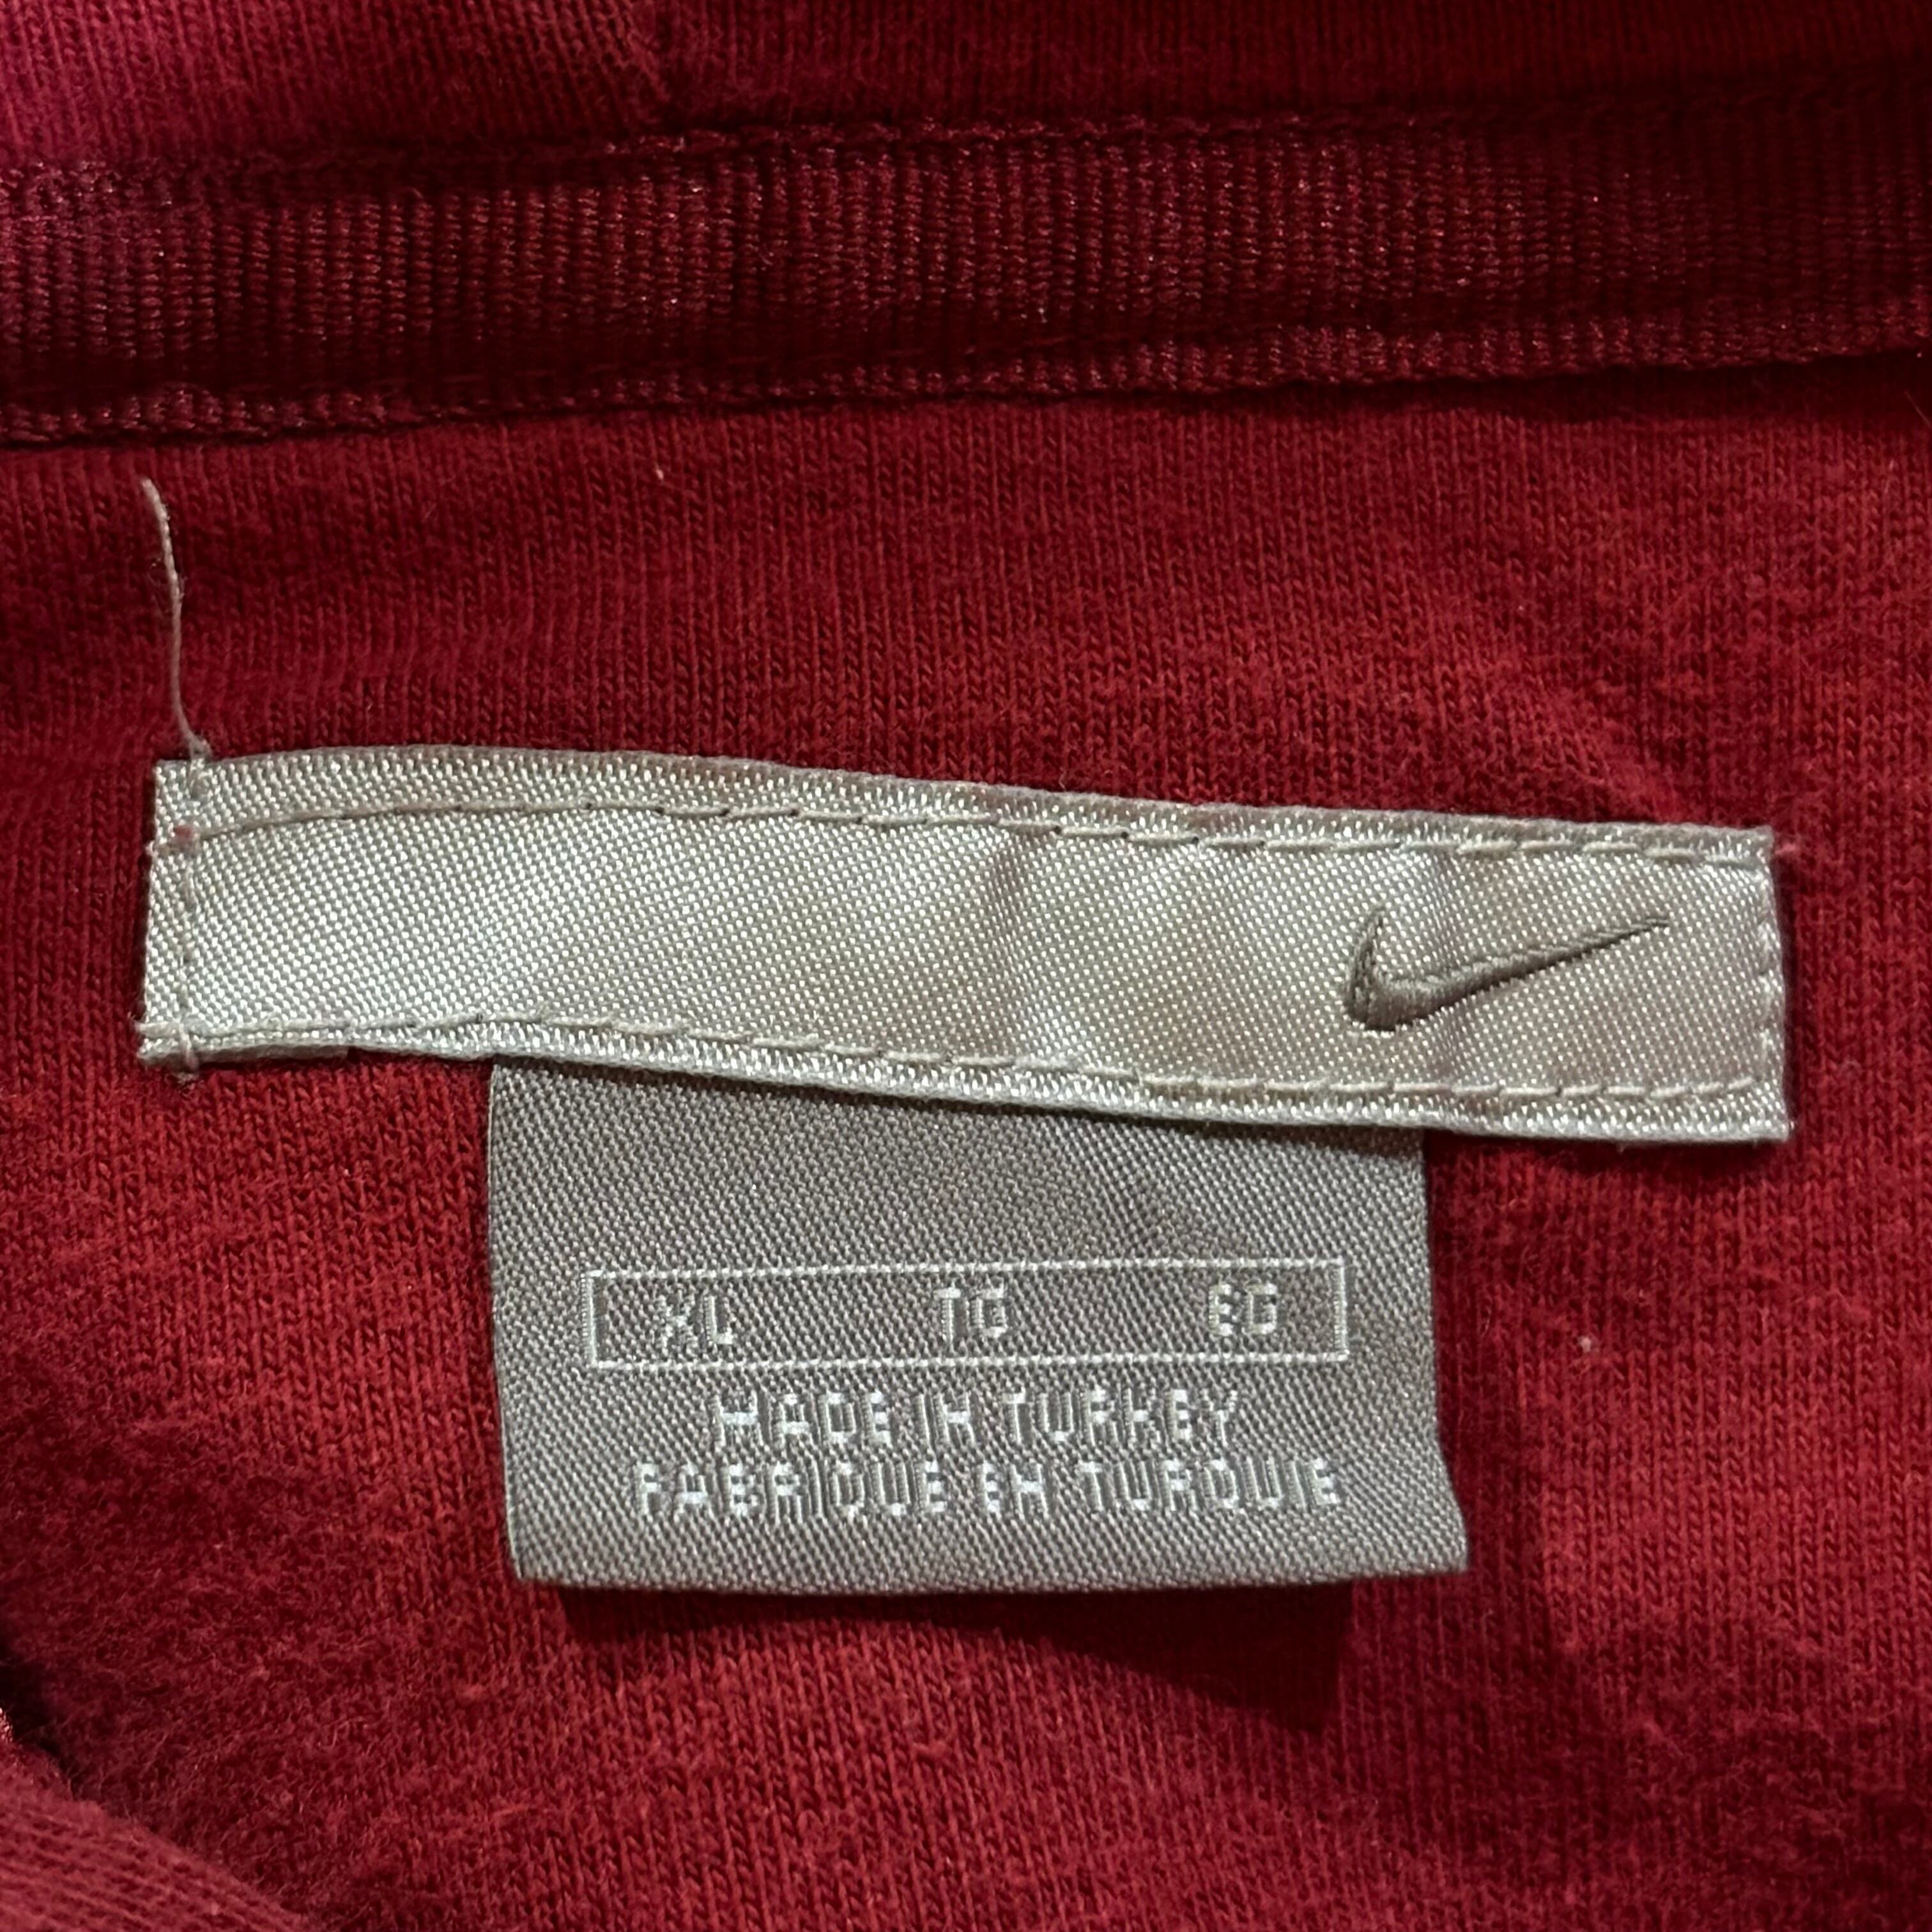 XL TG EG
MADE IN TURKEY
FABRIQUE EN TURQUIE